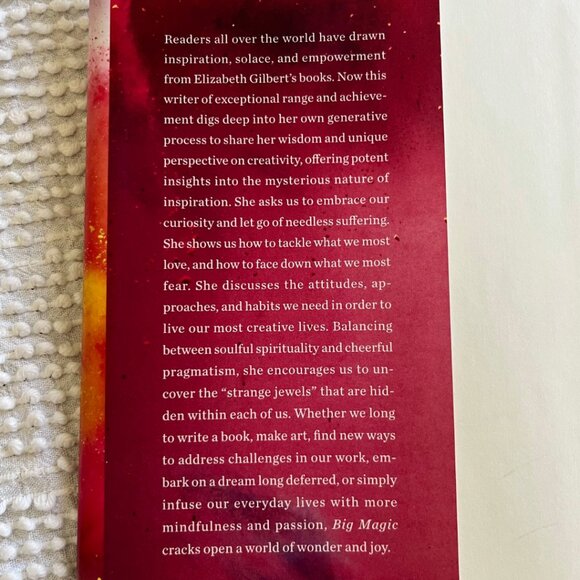 Readers all over the world have drawn
inspiration, solace, and empowerment
from Elizabeth Gilbert's books. Now this
writer of exceptional range and achieve-
ment digs deep into her own generative
process to share her wisdom and unique
perspective on creativity, offering potent
insights into the mysterious nature of
inspiration. She asks us to embrace our
curiosity and let go of needless suffering.
She shows us how to tackle what we most
love, and how to face down what we most
fear. She discusses the attitudes, ap-
proaches, and habits we need in order to
live our most creative lives. Balancing
between soulful spirituality and cheerful
pragmatism, she encourages us to un-
cover the “strange jewels” that are hid-
den within each of us. Whether we long
to write a book, make art, find new ways
to address challenges in our work, em-
bark on a dream long deferred, or simply
infuse our everyday lives with more
mindfulness and passion, Big Magic
cracks open a world of wonder and joy.